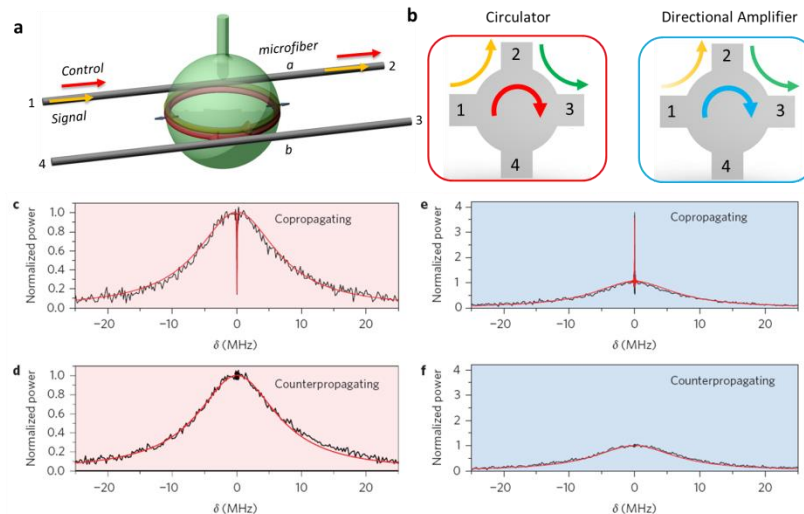 a
microfiber
a
Control
1
Signal
2
3
4
b
b
Circulator
Directional Amplifier
2
1
3
4
2
1
3
4
c
Normalized power
1.0
0.8
0.6
0.4
0.2
0.0
Copropagating
−20
−10
0
10
20
δ (MHz)
e
Normalized power
4
3
2
1
0
Copropagating
−20
−10
0
10
20
δ (MHz)
d
Normalized power
1.0
0.8
0.6
0.4
0.2
0.0
Counterpropagating
−20
−10
0
10
20
δ (MHz)
f
Normalized power
4
3
2
1
0
Counterpropagating
−20
−10
0
10
20
δ (MHz)